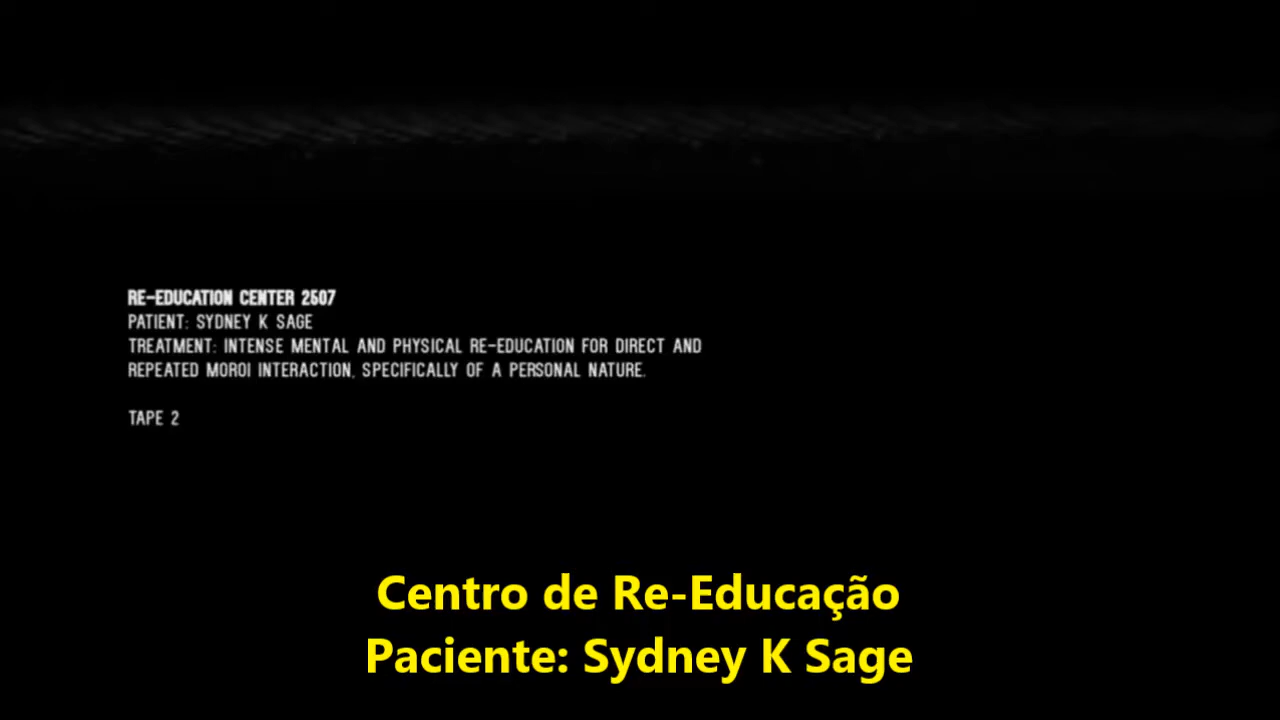 RE-EDUCATION CENTER 2507
PATIENT: SYDNEY K SAGE
TREATMENT: INTENSE MENTAL AND PHYSICAL RE-EDUCATION FOR DIRECT AND
REPEATED MOROI INTERACTION, SPECIFICALLY OF A PERSONAL NATURE.
TAPE 2
Centro de Re-Educação
Paciente: Sydney K Sage